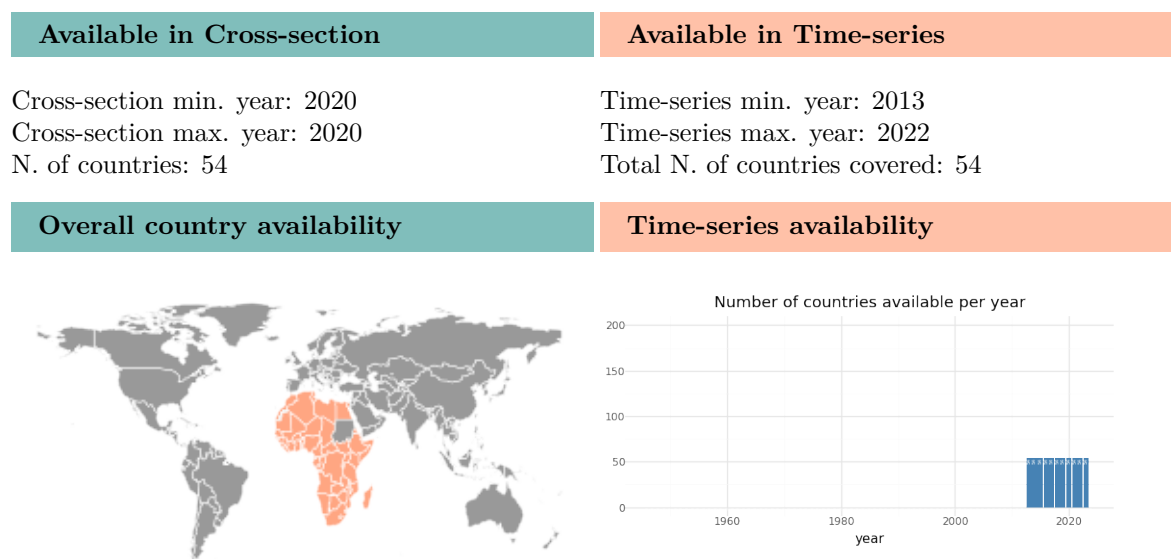 Available in Cross-section
Available in Time-series
Cross-section min. year: 2020
Cross-section max. year: 2020
N. of countries: 54
Time-series min. year: 2013
Time-series max. year: 2022
Total N. of countries covered: 54
Overall country availability
Time-series availability
Number of countries available per year
200
150
100
50
0
1960
1980
2000
2020
year